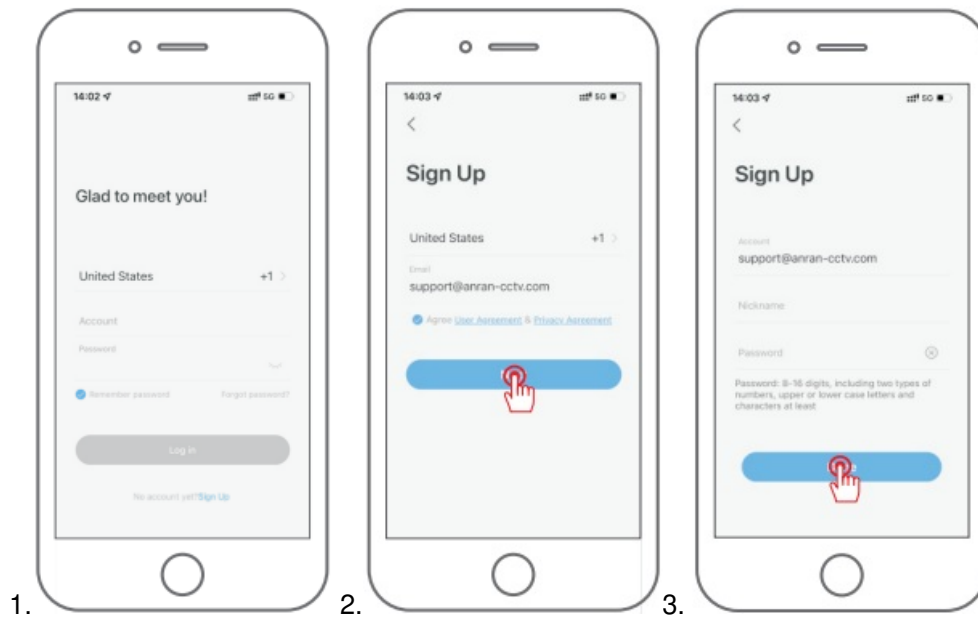 14:02
5G
Glad to meet you!
United States +1
Account
Password
Remember password Forgot password?
Log in
No account yet?Sign Up
1.
14:03
5G
Sign Up
United States +1
Email
support@anran-cctv.com
Agree User Agreement & Privacy Agreement
2.
14:03
5G
Sign Up
Account
support@anran-cctv.com
Nickname
Password
Password: 8-16 digits, including two types of
numbers, upper or lower case letters and
characters at least
3.